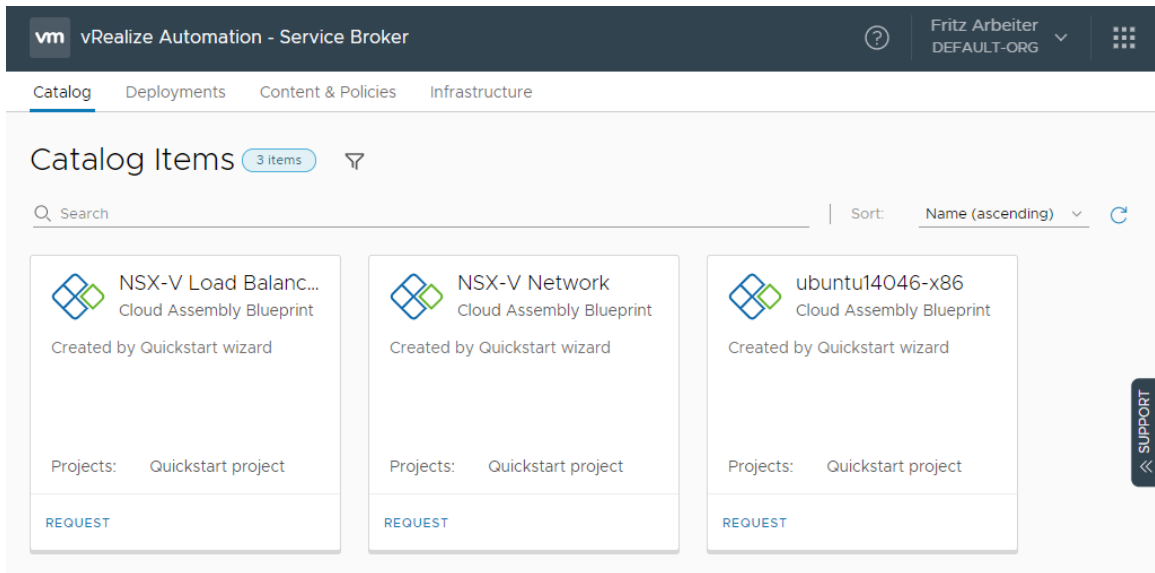 vm vRealize Automation - Service Broker
Fritz Arbeiter
DEFAULT-ORG
Catalog Deployments Content & Policies Infrastructure
Catalog Items 3 items
Search Sort: Name (ascending)
NSX-V Load Balanc...
Cloud Assembly Blueprint
Created by Quickstart wizard
Projects: Quickstart project
REQUEST
NSX-V Network
Cloud Assembly Blueprint
Created by Quickstart wizard
Projects: Quickstart project
REQUEST
ubuntu14046-x86
Cloud Assembly Blueprint
Created by Quickstart wizard
Projects: Quickstart project
REQUEST
SUPPORT